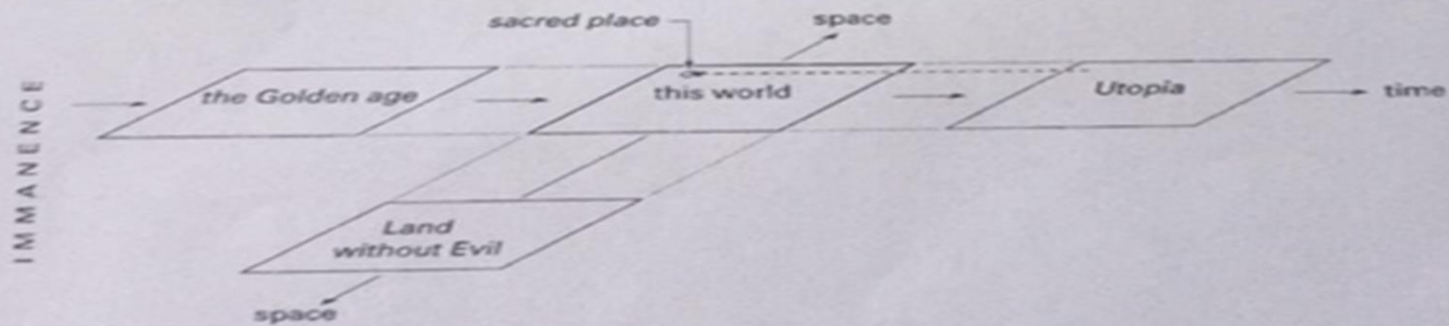 sacred place
space
IMMANENCE
the Golden age
this world
Utopia
time
Land
without Evil
space